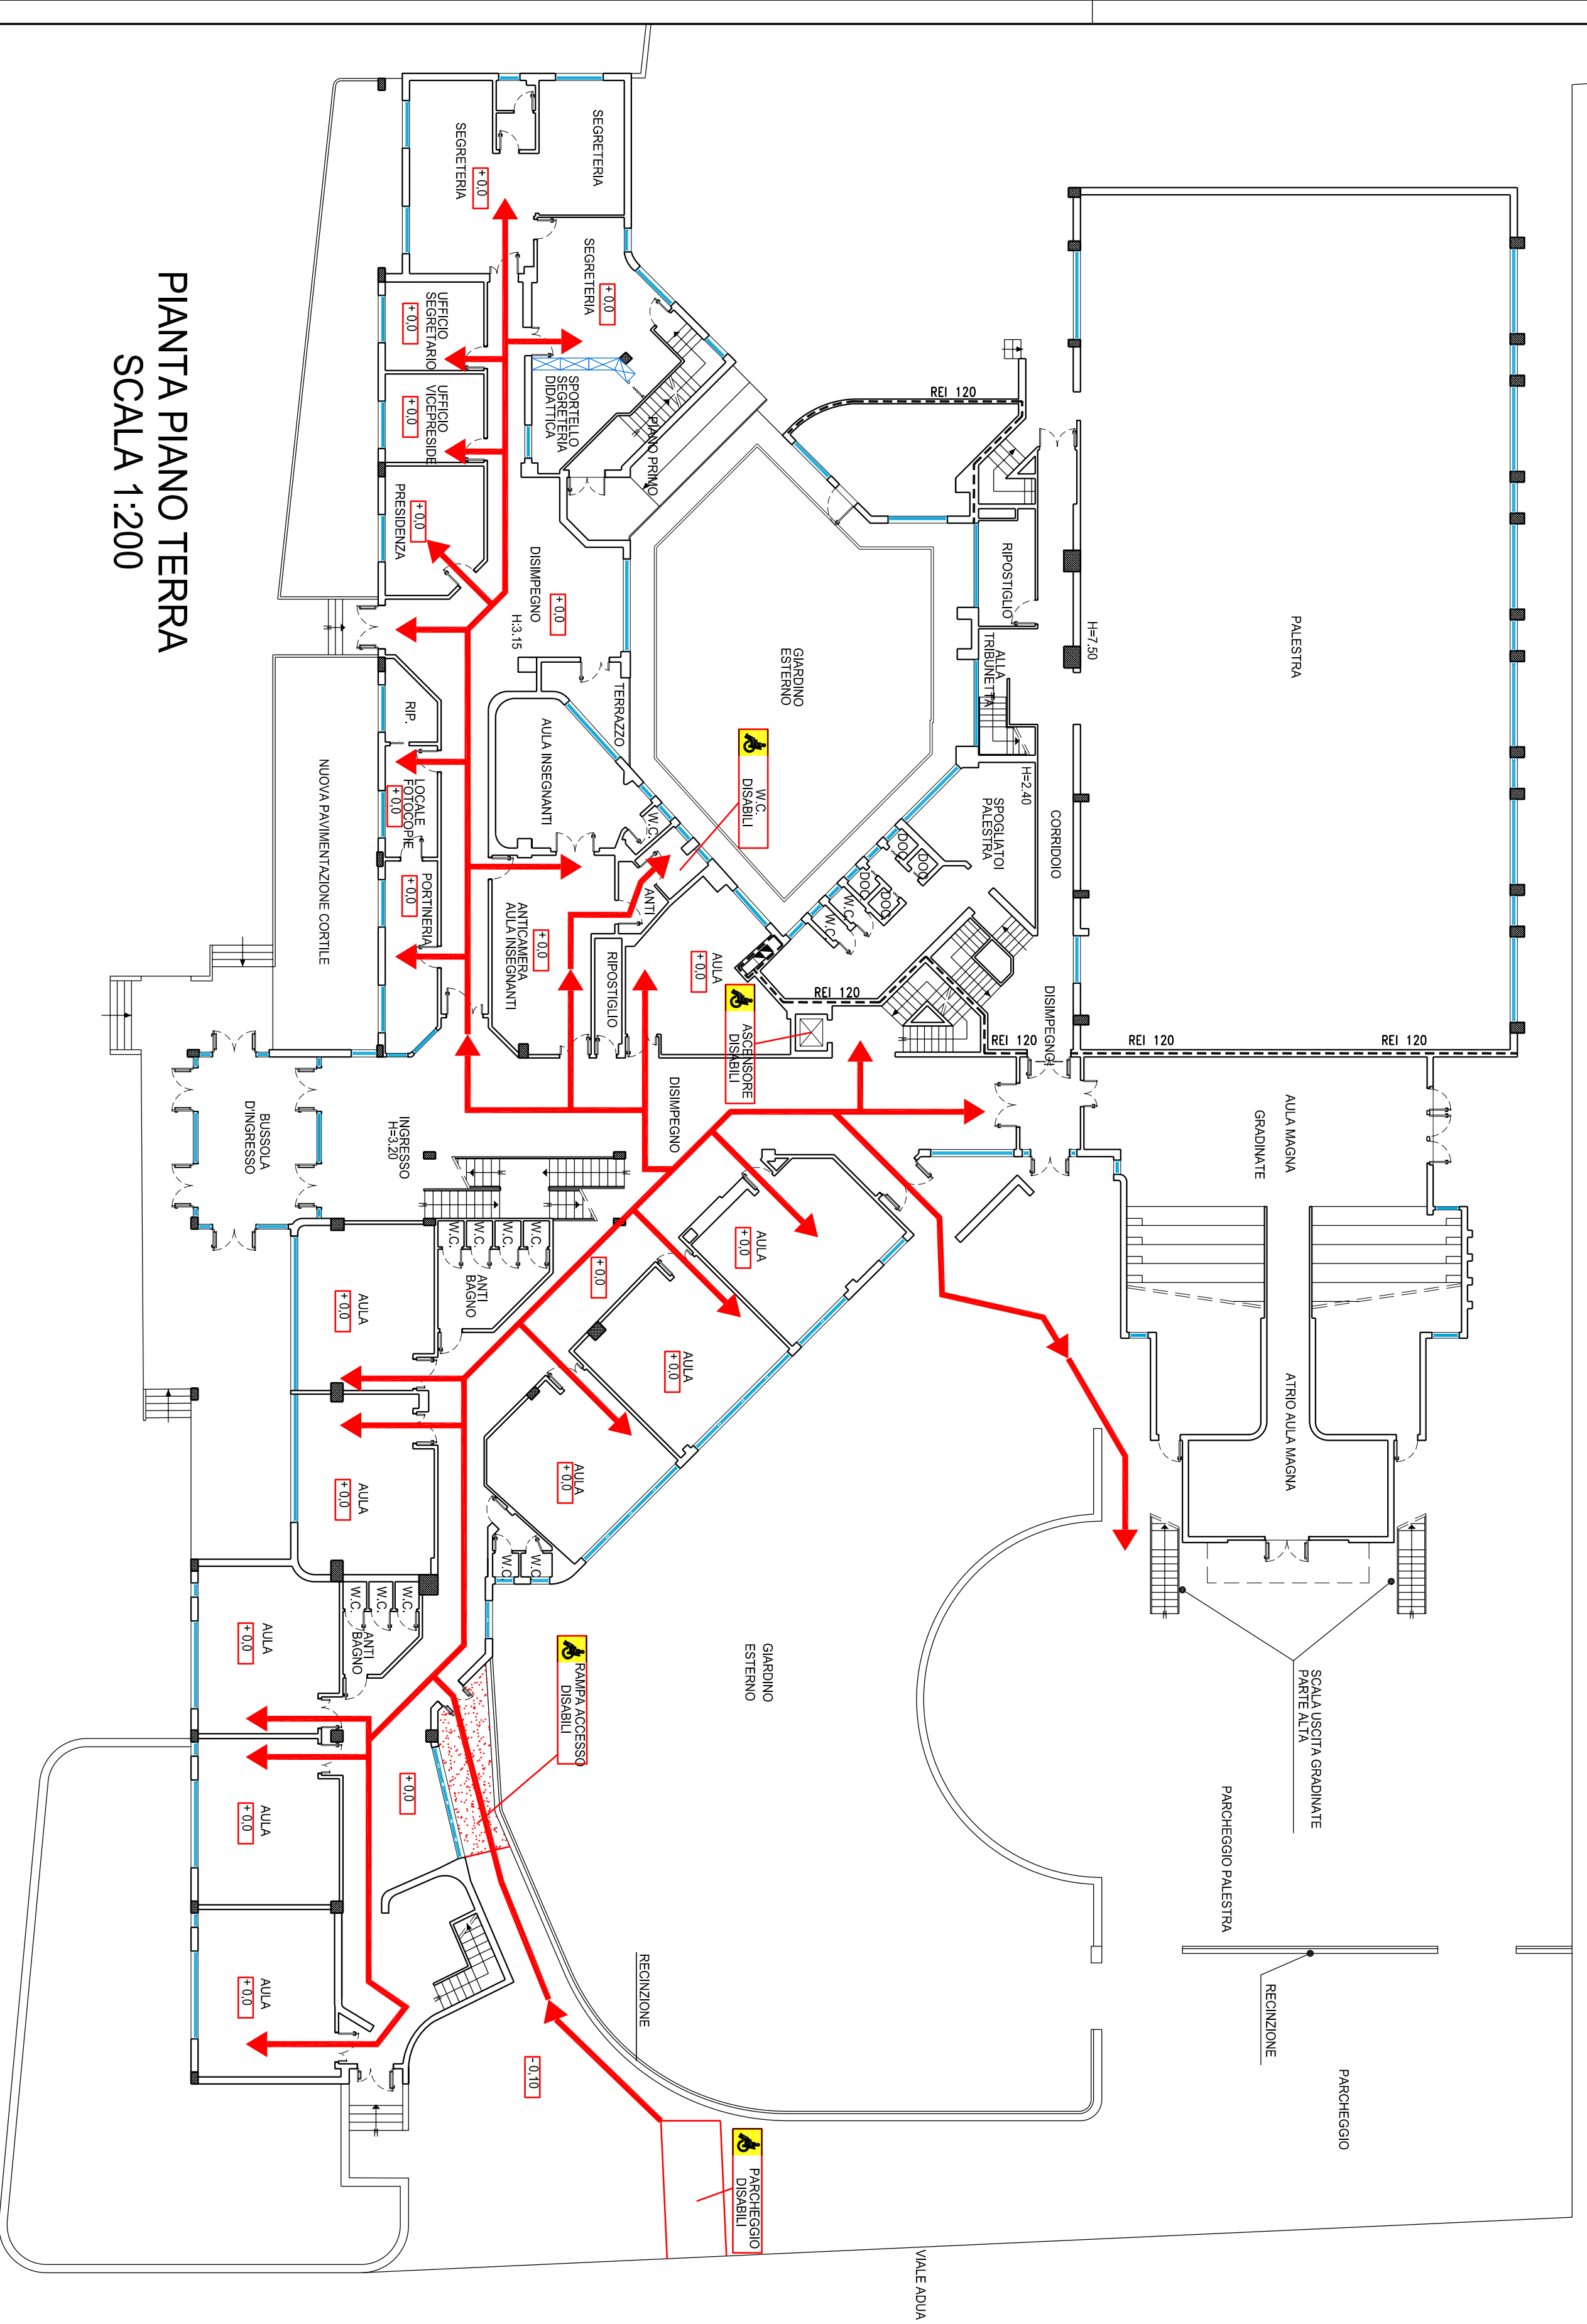 PIANTA PIANO TERRA
SCALA 1:200
SEGRETERIA
SEGRETERIA
+ 0,0
SEGRETERIA
+ 0,0
UFFICIO
SEGRETARIO
+ 0,0
UFFICIO
VICEPRESIDE
+ 0,0
PRESIDENZA
+ 0,0
SPORTELLO
SEGRETERIA
DIDATTICA
PIANO PRIMO
DISIMPEGNO
+ 0,0
H:3.15
TERRAZZO
GIARDINO
ESTERNO
REI 120
RIPOSTIGLIO
ALLA
TRIBUNETTA
H=7.50
PALESTRA
H=2.40
CORRIDOIO
SPOGLIATOI
PALESTRA
DOC
DOC
DOC
DOC
W.C.
W.C.
W.C.
DISABILI
RIP.
LOCALE
FOTOCOPIE
+ 0,0
PORTINERIA
+ 0,0
NUOVA PAVIMENTAZIONE CORTILE
AULA INSEGNANTI
W.C.
ANTI
ANTICAMERA
AULA INSEGNANTI
+ 0,0
RIPOSTIGLIO
AULA
+ 0,0
ASCENSORE
DISABILI
REI 120
REI 120
REI 120
REI 120
DISIMPEGNO
DISIMPEGNO
AULA MAGNA
GRADINATE
ATRIO AULA MAGNA
BUSSOLA
D'INGRESSO
INGRESSO
H=3.20
W.C.
W.C.
W.C.
W.C.
ANTI
BAGNO
+ 0,0
AULA
+ 0,0
AULA
+ 0,0
AULA
+ 0,0
AULA
+ 0,0
AULA
+ 0,0
W.C.
W.C.
W.C.
W.C.
W.C.
ANTI
BAGNO
AULA
+ 0,0
AULA
+ 0,0
AULA
+ 0,0
+ 0,0
RAMPA ACCESSO
DISABILI
GIARDINO
ESTERNO
SCALA USCITA GRADINATE
PARTE ALTA
PARCHEGGIO PALESTRA
RECINZIONE
RECINZIONE
PARCHEGGIO
- 0,10
PARCHEGGIO
DISABILI
VIALE ADUA